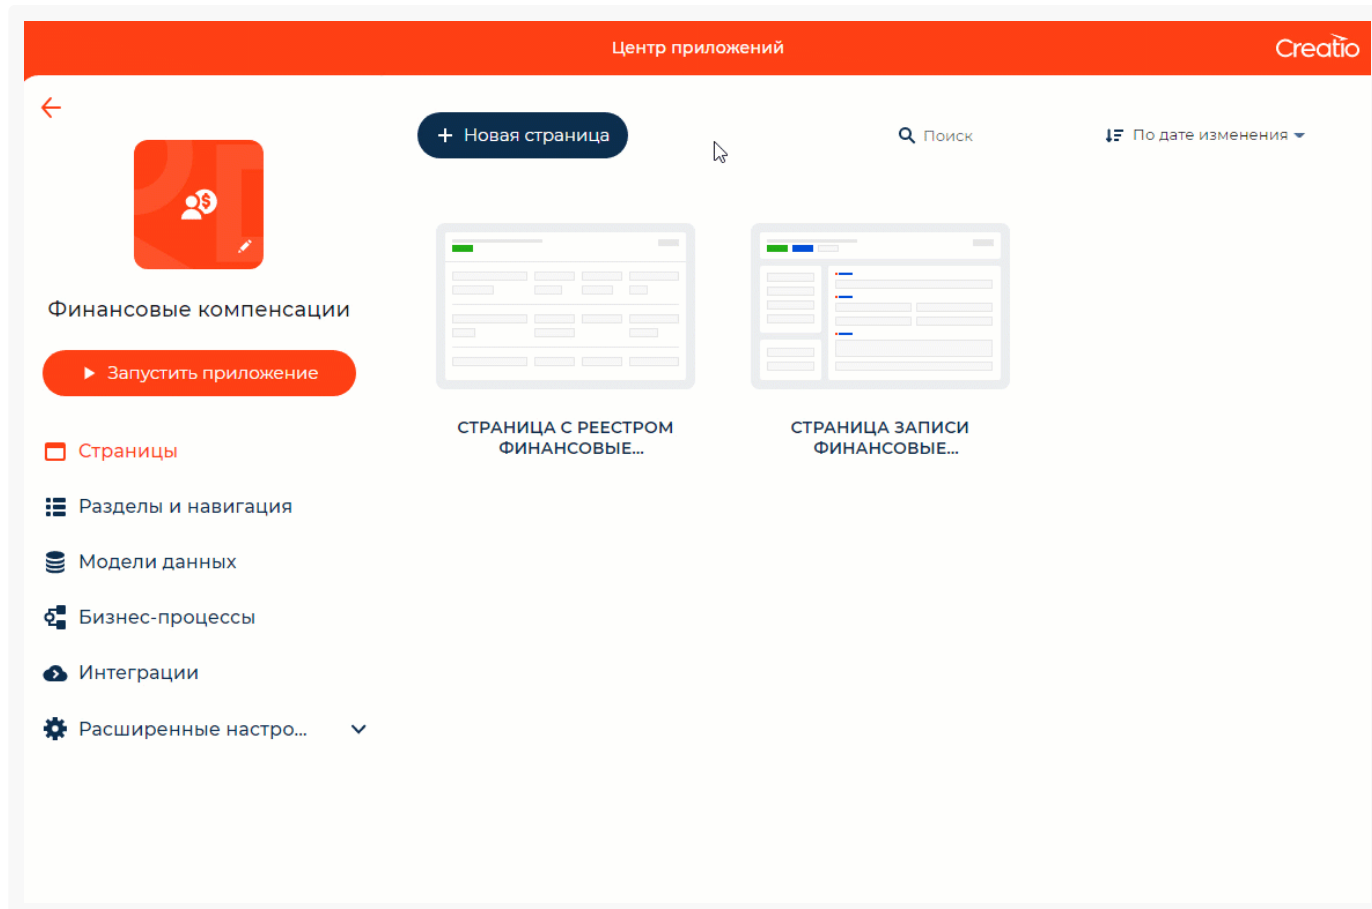 Центр приложений
Creatio
+ Новая страница
Поиск
По дате изменения
Финансовые компенсации
Запустить приложение
Страницы
Разделы и навигация
Модели данных
Бизнес-процессы
Интеграции
Расширенные настро...
СТРАНИЦА С РЕЕСТРОМ
ФИНАНСОВЫЕ...
СТРАНИЦА ЗАПИСИ
ФИНАНСОВЫЕ...